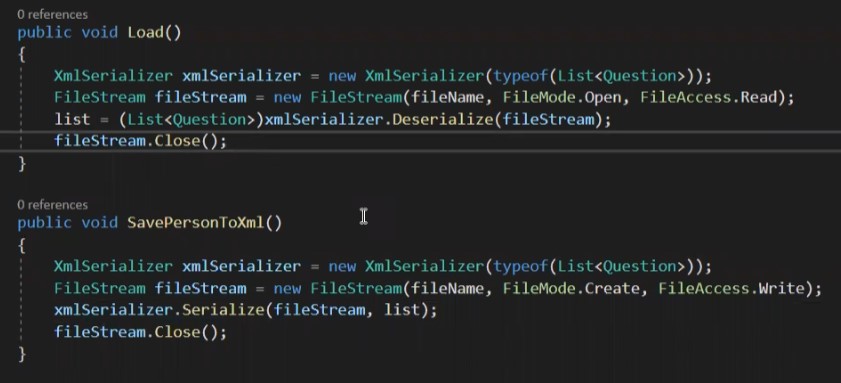 0 references
public void Load()
{
XmlSerializer xmlSerializer = new XmlSerializer(typeof(List<Question>));
FileStream fileStream = new FileStream(fileName, FileMode.Open, FileAccess.Read);
list = (List<Question>)xmlSerializer.Deserialize(fileStream);
fileStream.Close();
}
0 references
public void SavePersonToXml()
{
XmlSerializer xmlSerializer = new XmlSerializer(typeof(List<Question>));
FileStream fileStream = new FileStream(fileName, FileMode.Create, FileAccess.Write);
xmlSerializer.Serialize(fileStream, list);
fileStream.Close();
}